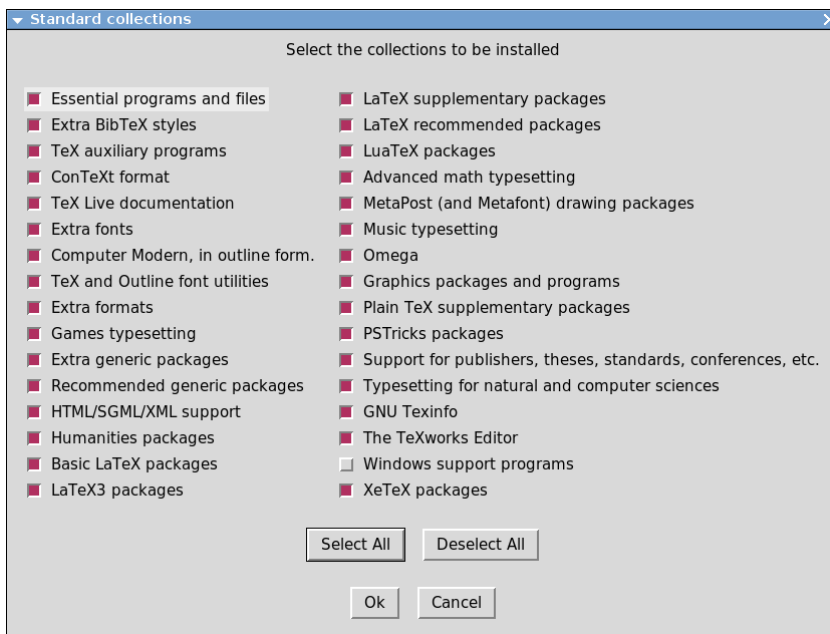 Standard collections
Select the collections to be installed
Essential programs and files
Extra BibTeX styles
TeX auxiliary programs
ConTeXt format
TeX Live documentation
Extra fonts
Computer Modern, in outline form.
TeX and Outline font utilities
Extra formats
Games typesetting
Extra generic packages
Recommended generic packages
HTML/SGML/XML support
Humanities packages
Basic LaTeX packages
LaTeX3 packages
LaTeX supplementary packages
LaTeX recommended packages
LuaTeX packages
Advanced math typesetting
MetaPost (and Metafont) drawing packages
Music typesetting
Omega
Graphics packages and programs
Plain TeX supplementary packages
PSTricks packages
Support for publishers, theses, standards, conferences, etc.
Typesetting for natural and computer sciences
GNU Texinfo
The TeXworks Editor
Windows support programs
XeTeX packages
Select All
Deselect All
Ok
Cancel